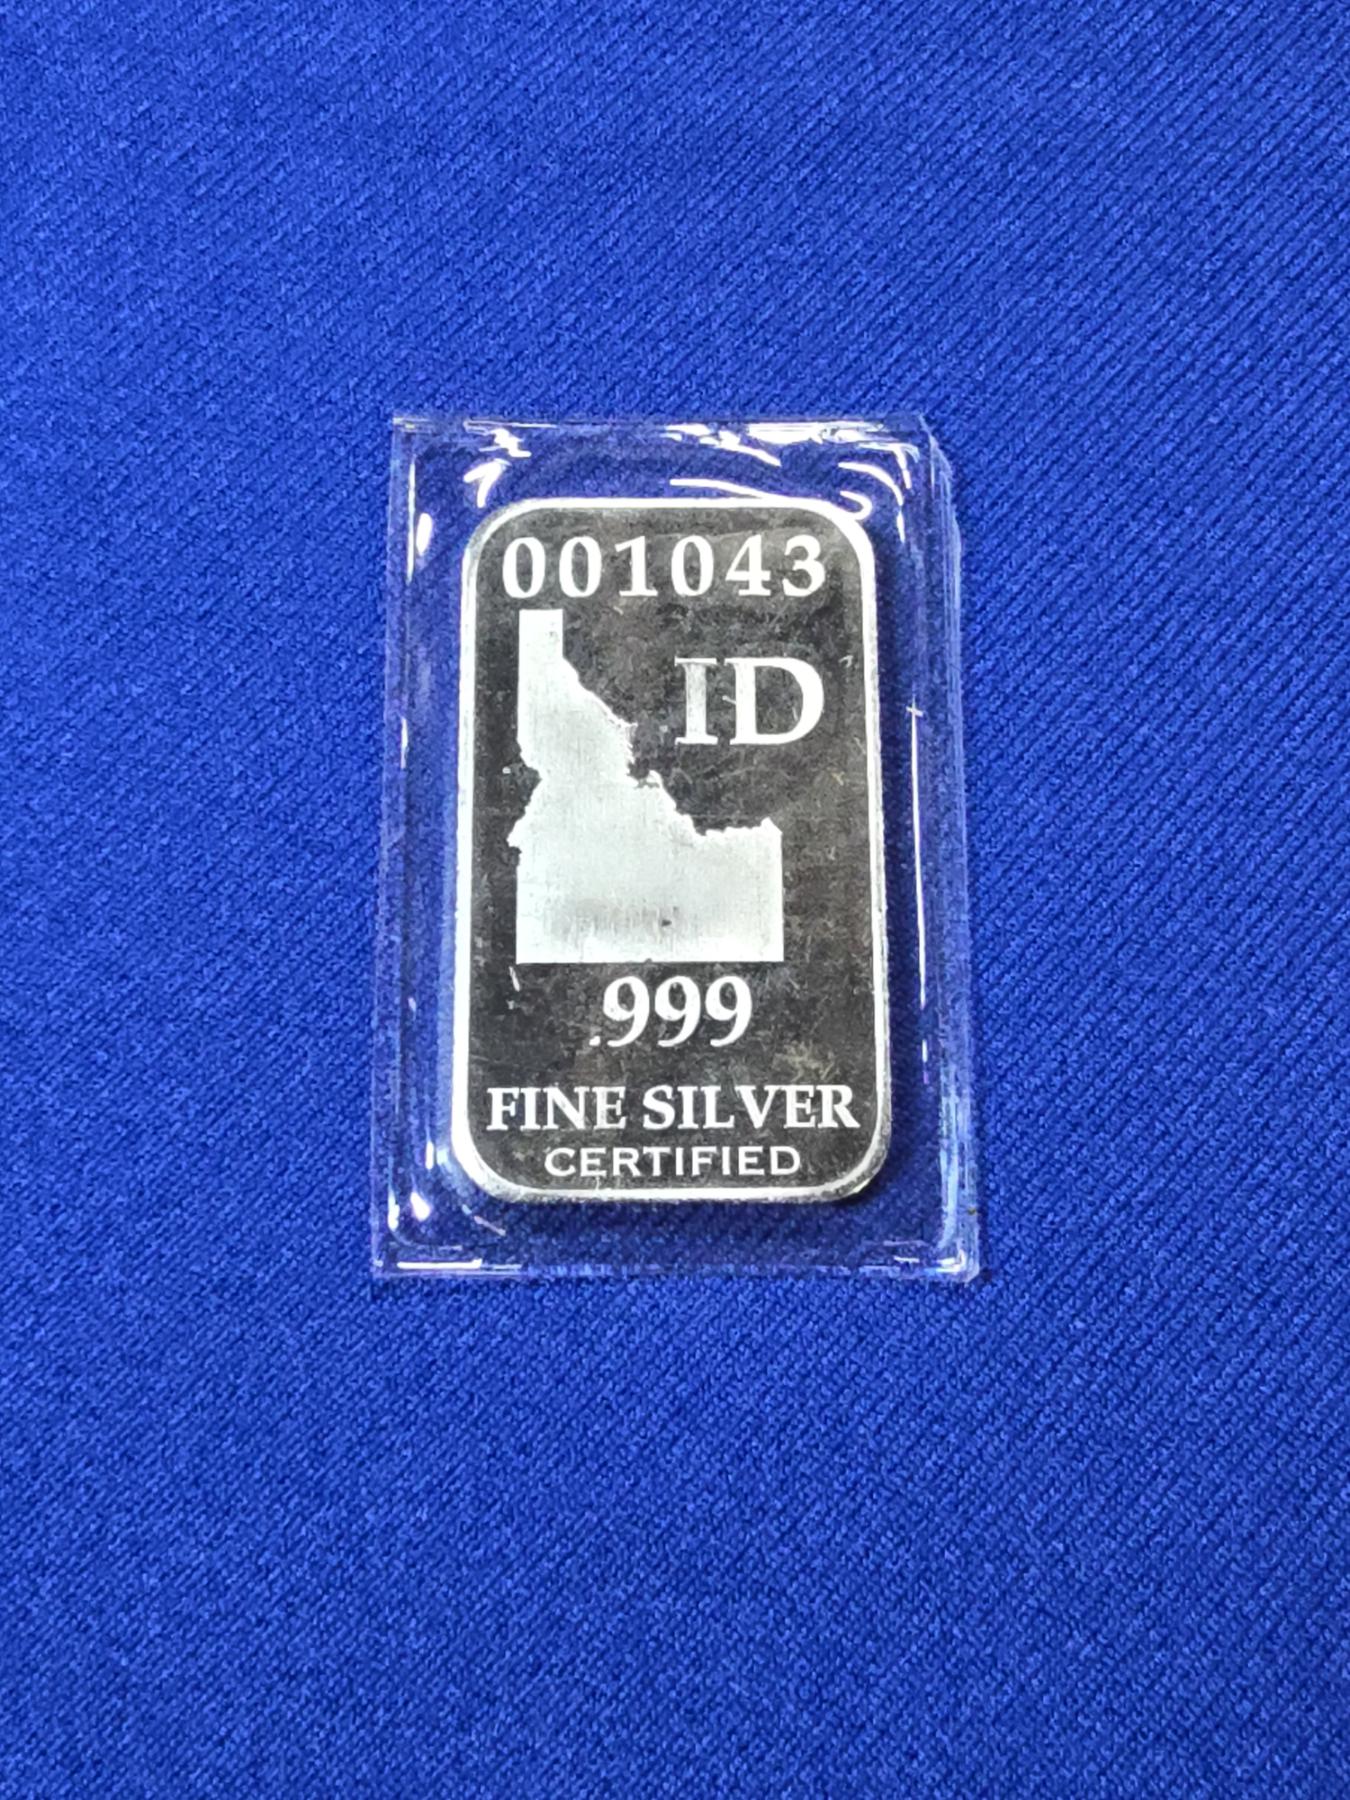 001043
ID
.999
FINE SILVER
CERTIFIED